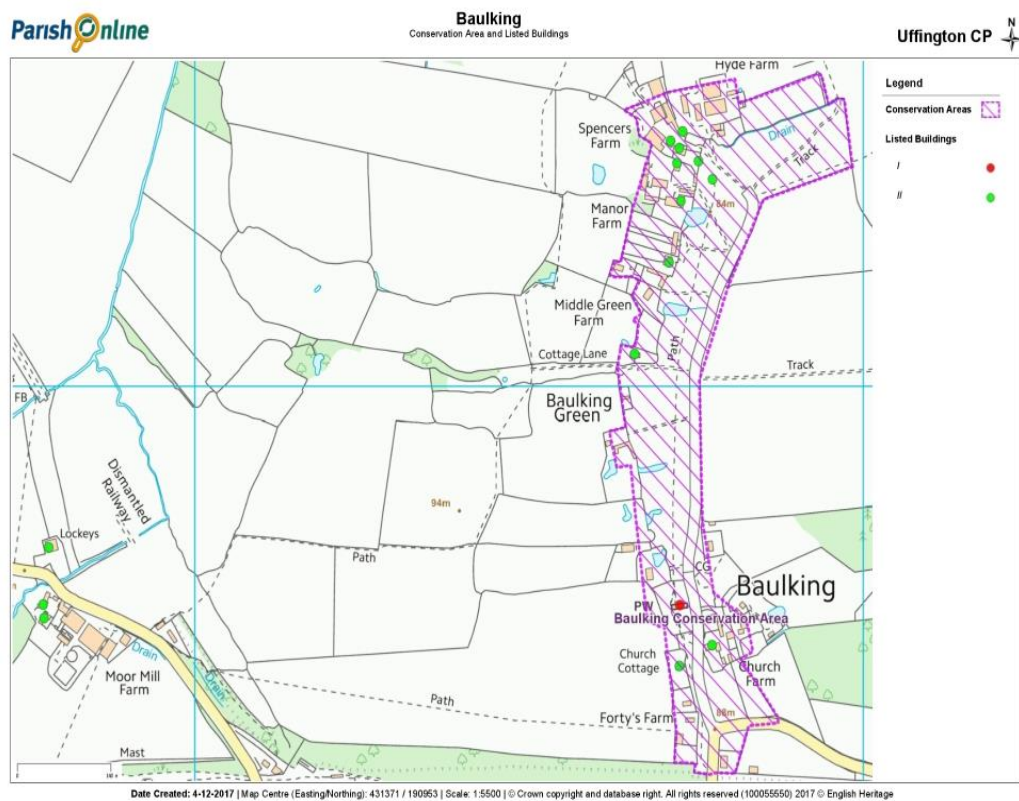 Parish Online
Baulking
Conservation Area and Listed Buildings
Uffington CP
N
Legend
Conservation Areas
Listed Buildings
I
II
Hyde Farm
Spencers
Farm
Drain
Track
Manor
Farm
84m
Middle Green
Farm
Path
Cottage Lane
Track
FB
Baulking
Green
Dismantled
Railway
94m
Lockeys
Path
CG
Baulking
PW
Baulking Conservation Area
Church
Cottage
Church
Farm
Drain
Moor Mill
Farm
Drain
Path
Forty's Farm
88m
Mast
Date Created: 4-12-2017 | Map Centre (Easting/Northing): 431371 / 190953 | Scale: 1:5500 | © Crown copyright and database right. All rights reserved (100055550) 2017 © English Heritage